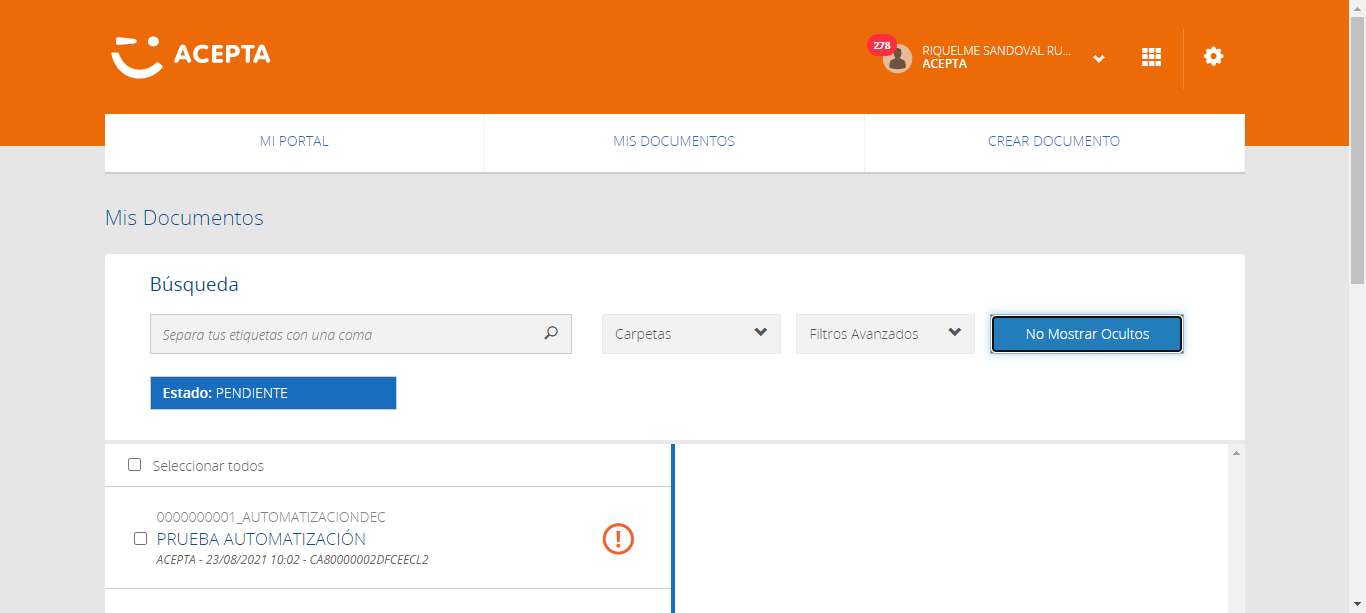 ACEPTA
278
RIQUELME SANDOVAL RU...
ACEPTA
MI PORTAL
MIS DOCUMENTOS
CREAR DOCUMENTO
Mis Documentos
Búsqueda
Separa tus etiquetas con una coma
Carpetas
Filtros Avanzados
No Mostrar Ocultos
Estado: PENDIENTE
Seleccionar todos
0000000001_AUTOMATIZACIONDEC
PRUEBA AUTOMATIZACIÓN
ACEPTA - 23/08/2021 10:02 - CA80000002DFCEECL2